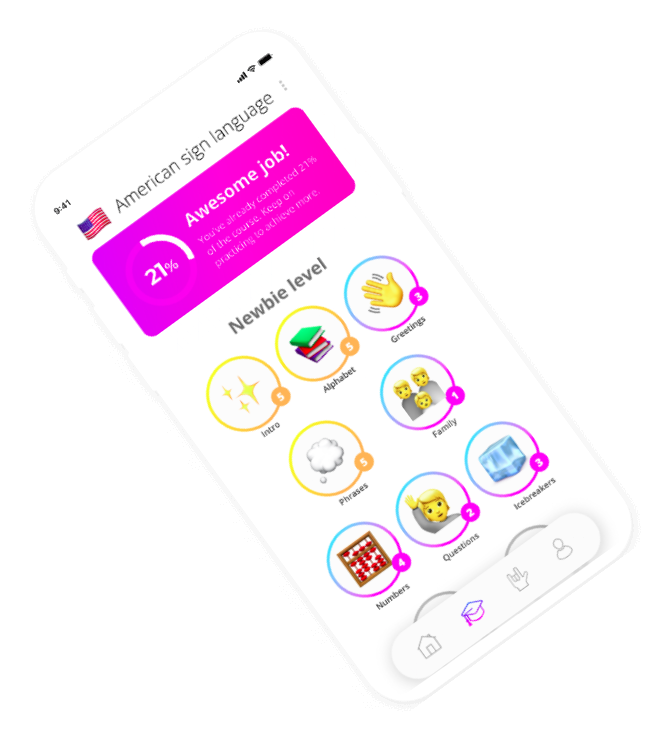 9:41
American sign language
Awesome job!
You've already completed 21%
of the course. Keep on
practicing to achieve more.
21%
Newbie level
5
Intro
5
Alphabet
3
Greetings
5
Phrases
1
Family
4
Numbers
2
Questions
3
Icebreakers